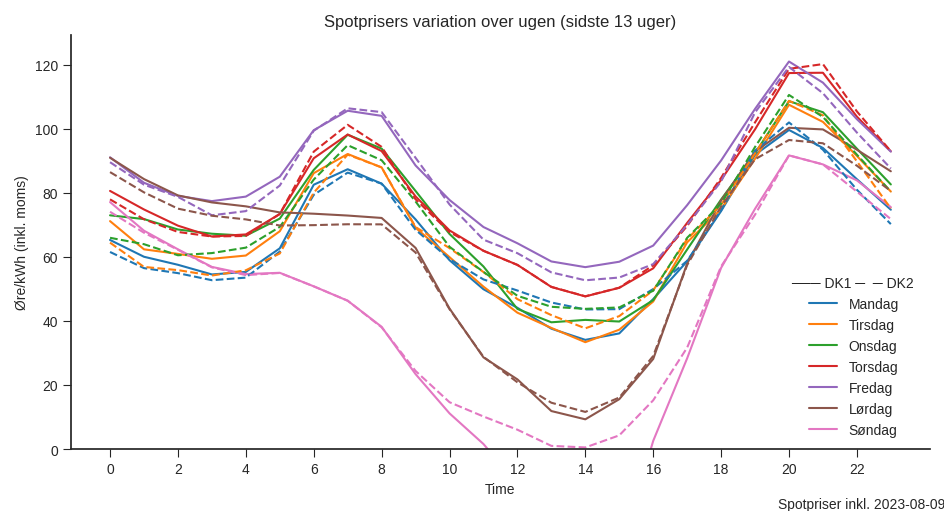 Spotprisers variation over ugen (sidste 13 uger)
Øre/kWh (inkl. moms)
120
100
80
60
40
20
0
DK1 DK2
Mandag
Tirsdag
Onsdag
Torsdag
Fredag
Lørdag
Søndag
0 2 4 6 8 10 12 14 16 18 20 22
Time
Spotpriser inkl. 2023-08-09